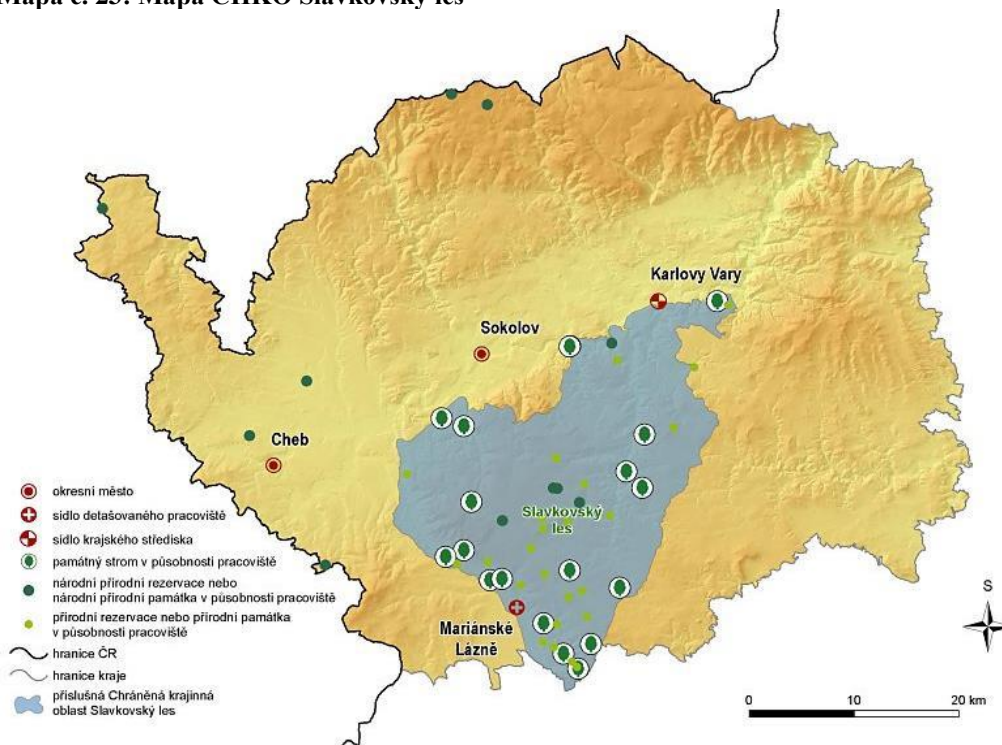 Mapa č. 25: Mapa CHKO Slavkovský les
Karlovy Vary
Sokolov
Cheb
Slavkovský
les
Mariánské
Lázně
okresní město
sídlo detašovaného pracoviště
sídlo krajského střediska
památný strom v působnosti pracoviště
národní přírodní rezervace nebo
národní přírodní památka v působnosti pracoviště
přírodní rezervace nebo přírodní památka
v působnosti pracoviště
hranice ČR
hranice kraje
příslušná Chráněná krajinná
oblast Slavkovský les
S
0 10 20 km